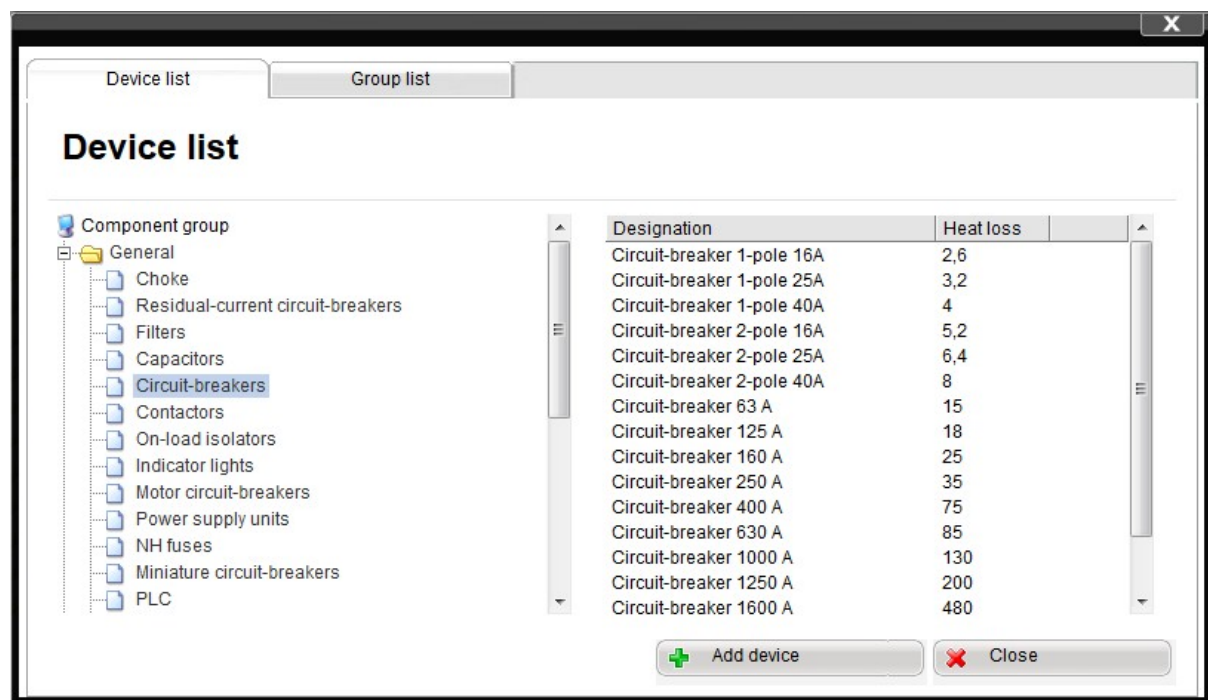 X
Device list Group list
Device list
Component group
General
Choke
Residual-current circuit-breakers
Filters
Capacitors
Circuit-breakers
Contactors
On-load isolators
Indicator lights
Motor circuit-breakers
Power supply units
NH fuses
Miniature circuit-breakers
PLC
Designation Heat loss
Circuit-breaker 1-pole 16A 2,6
Circuit-breaker 1-pole 25A 3,2
Circuit-breaker 1-pole 40A 4
Circuit-breaker 2-pole 16A 5,2
Circuit-breaker 2-pole 25A 6,4
Circuit-breaker 2-pole 40A 8
Circuit-breaker 63 A 15
Circuit-breaker 125 A 18
Circuit-breaker 160 A 25
Circuit-breaker 250 A 35
Circuit-breaker 400 A 75
Circuit-breaker 630 A 85
Circuit-breaker 1000 A 130
Circuit-breaker 1250 A 200
Circuit-breaker 1600 A 480
Add device Close